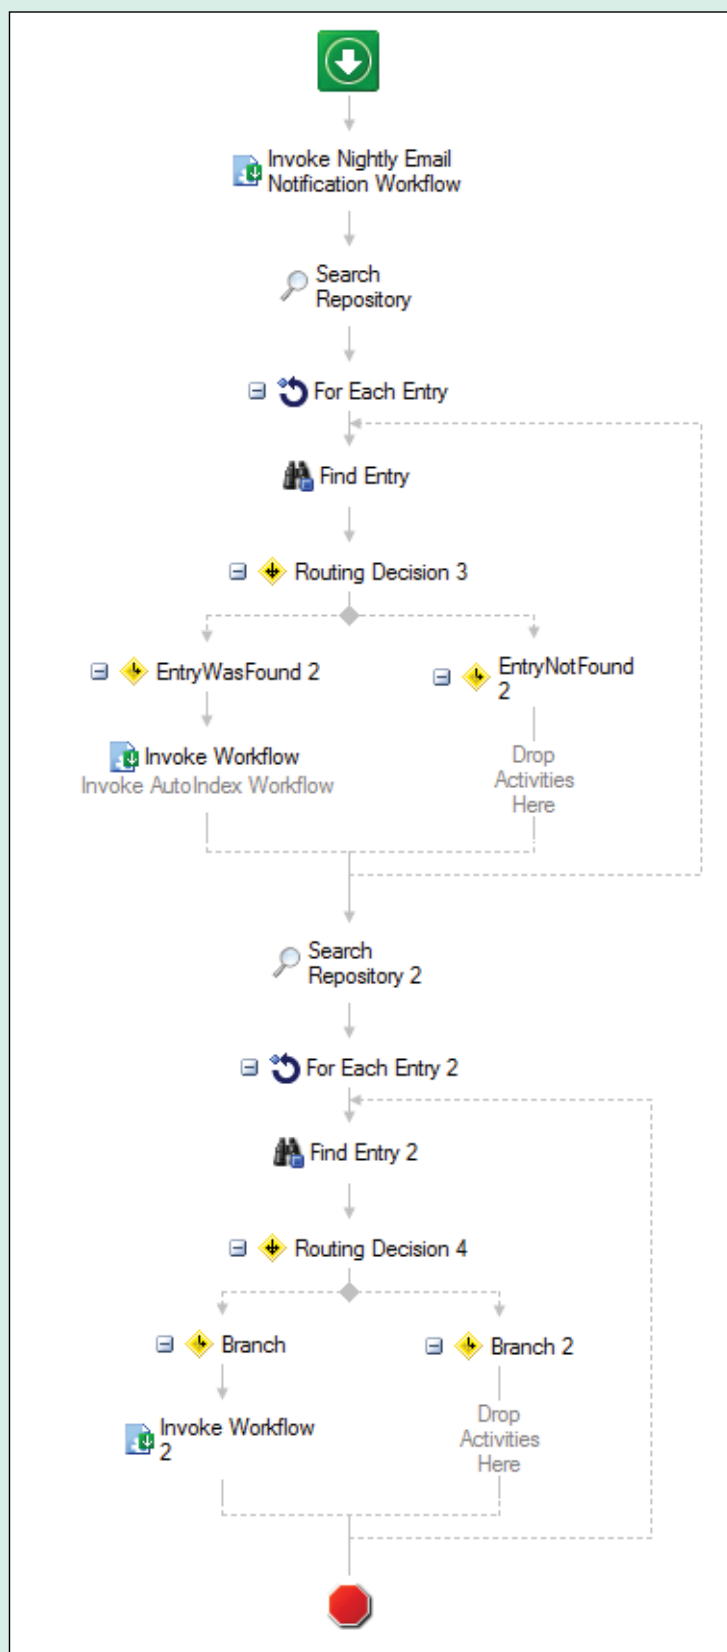 Invoke Nightly Email
Notification Workflow
Search
Repository
For Each Entry
Find Entry
Routing Decision 3
EntryWasFound 2
EntryNotFound
2
Invoke Workflow
Invoke AutoIndex Workflow
Drop
Activities
Here
Search
Repository 2
For Each Entry 2
Find Entry 2
Routing Decision 4
Branch
Branch 2
Invoke Workflow
2
Drop
Activities
Here